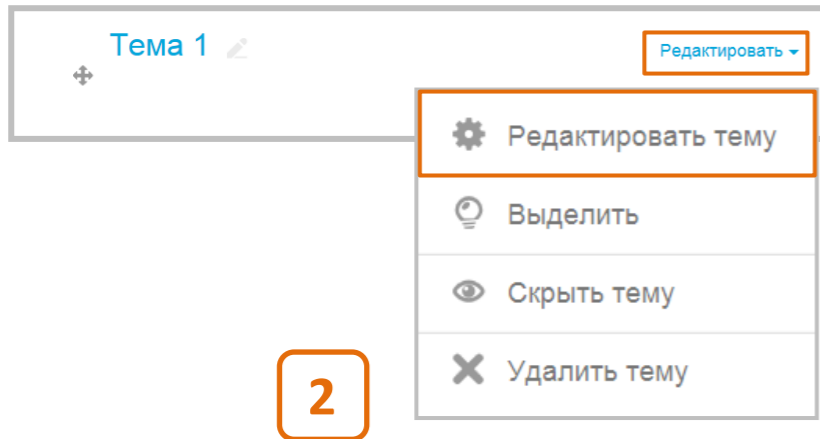 Тема 1
Редактировать
Редактировать тему
Выделить
Скрыть тему
Удалить тему
2